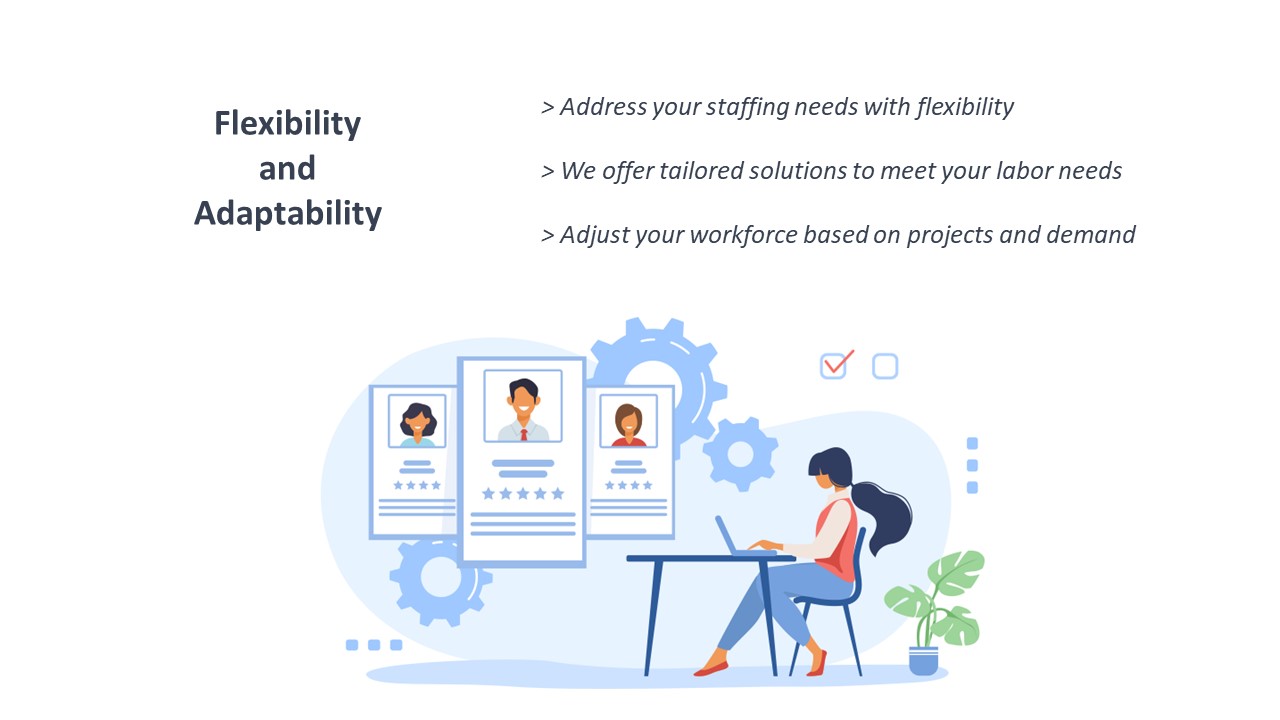 Flexibility
and
Adaptability
> Address your staffing needs with flexibility
> We offer tailored solutions to meet your labor needs
> Adjust your workforce based on projects and demand